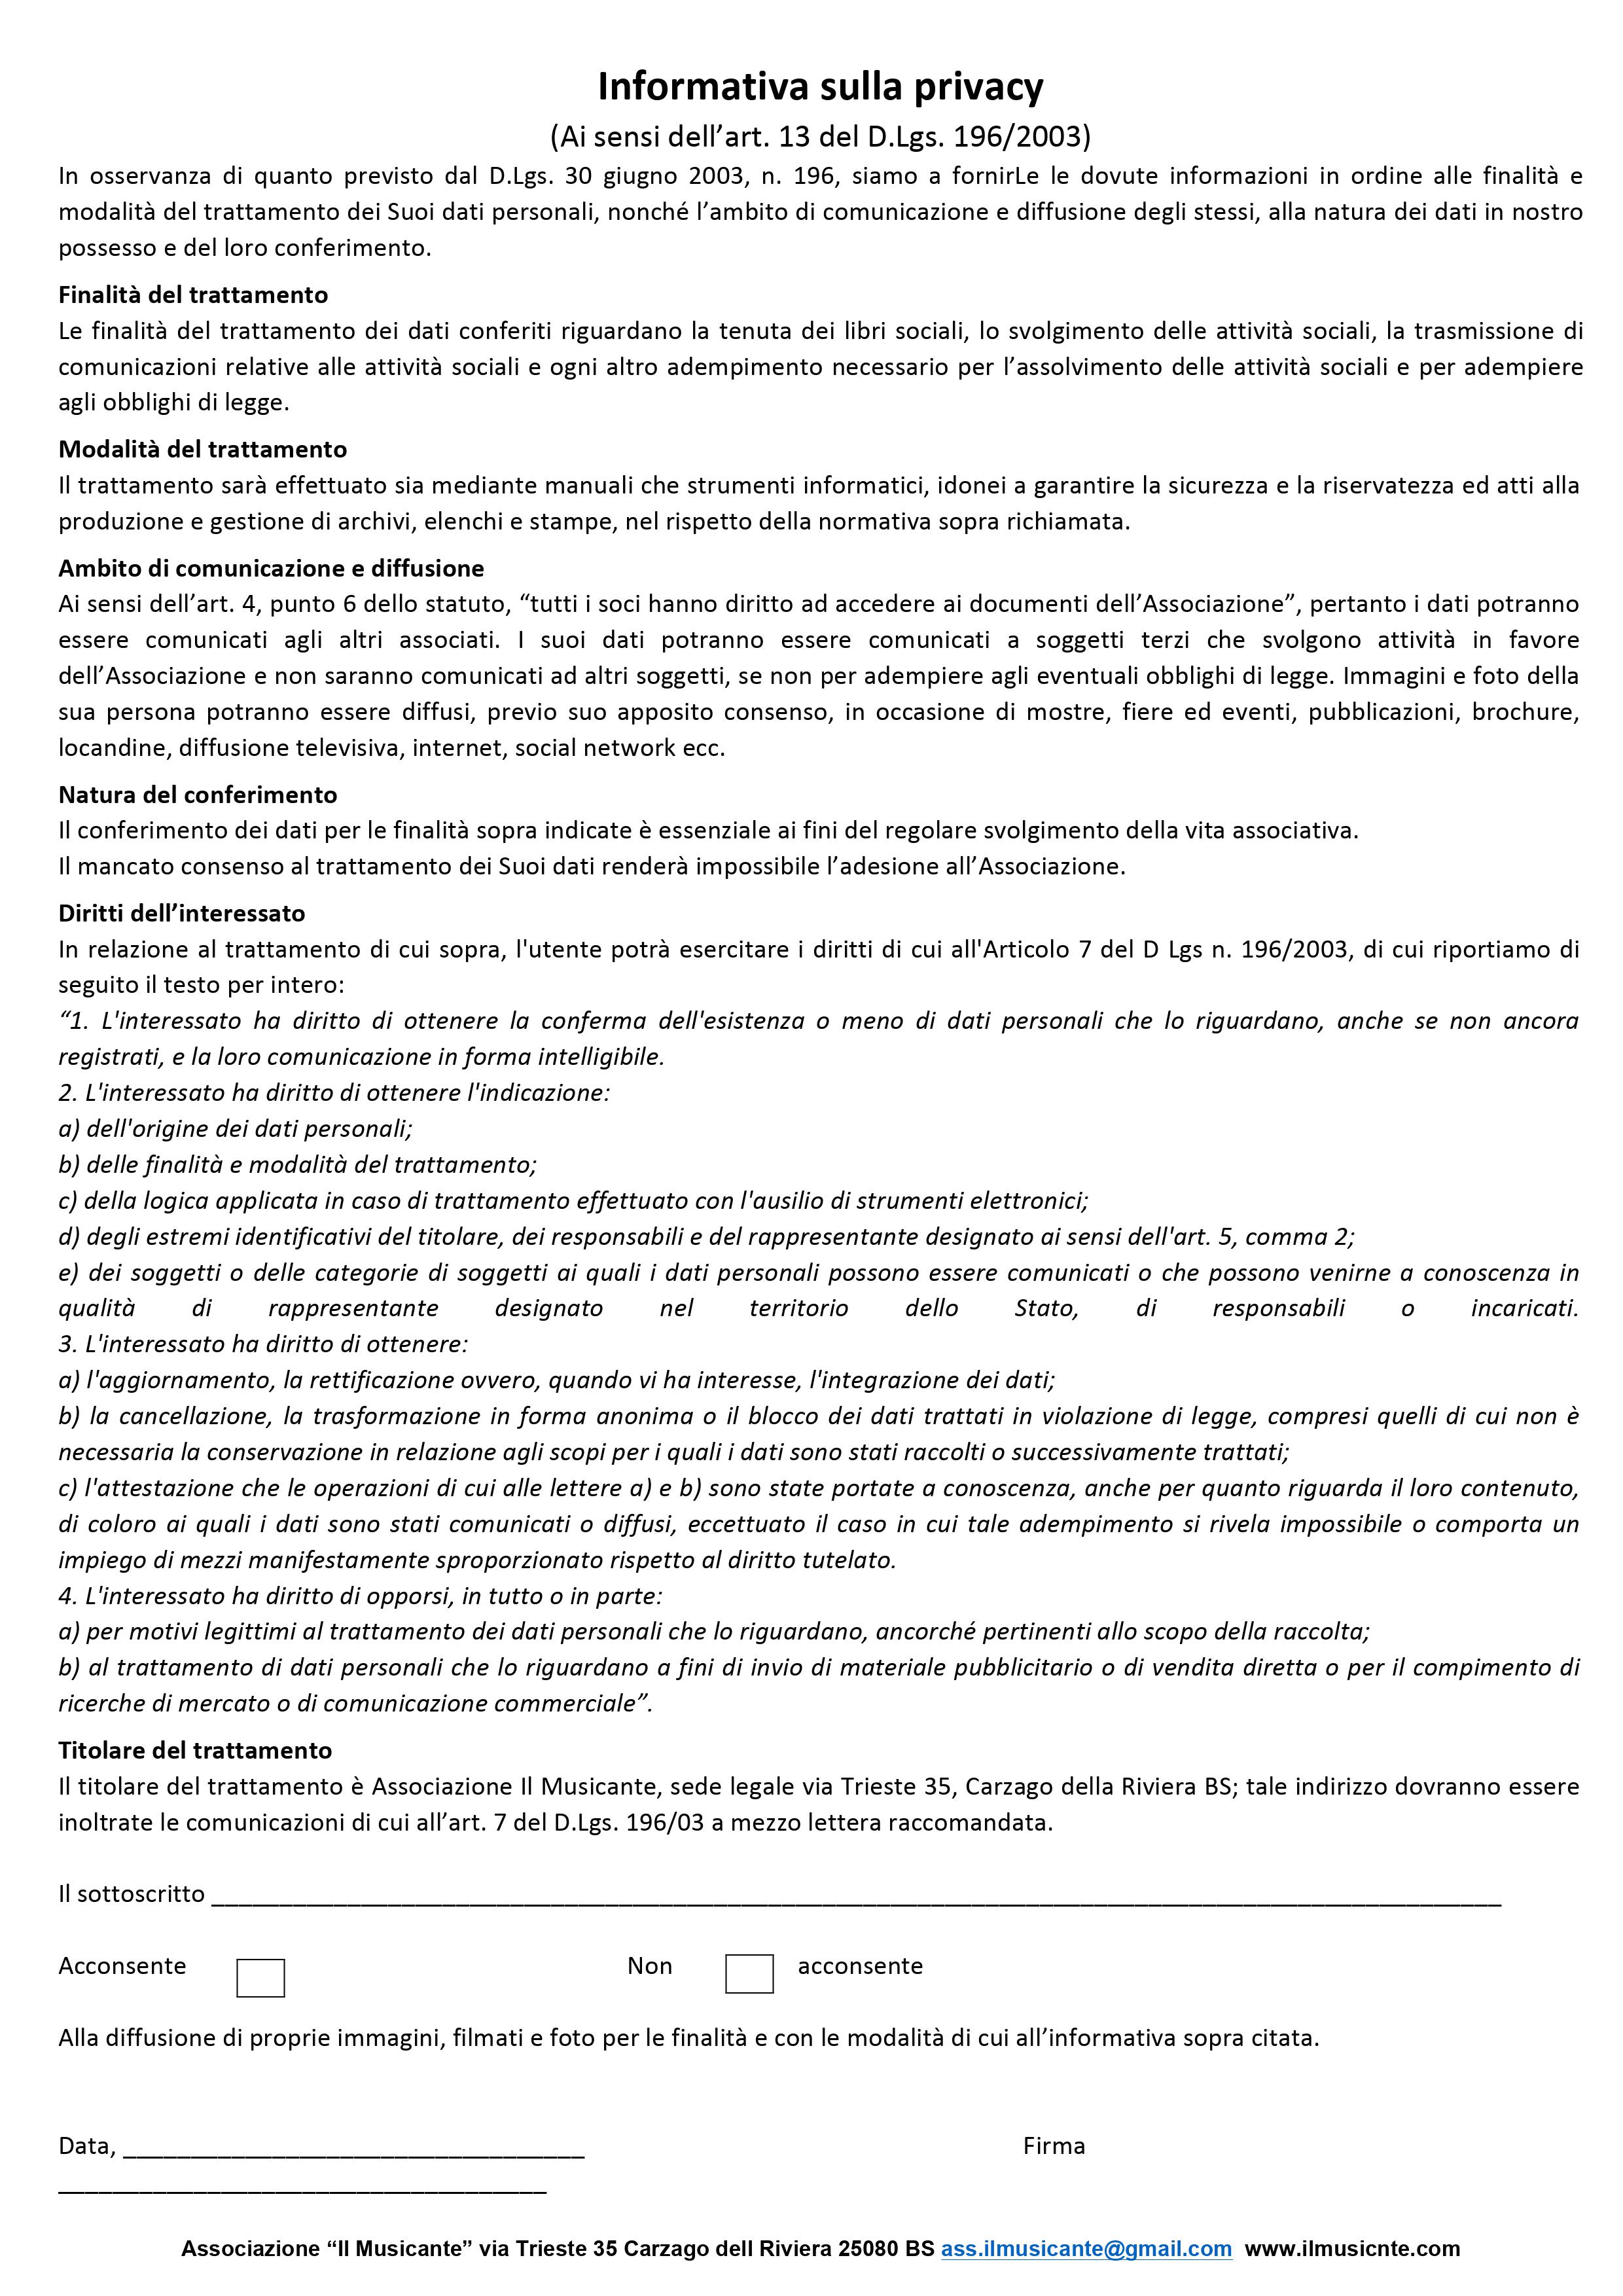 Informativa sulla privacy
(Ai sensi dell’art. 13 del D.Lgs. 196/2003)
In osservanza di quanto previsto dal D.Lgs. 30 giugno 2003, n. 196, siamo a fornirLe le dovute informazioni in ordine alle finalità e
modalità del trattamento dei Suoi dati personali, nonché l’ambito di comunicazione e diffusione degli stessi, alla natura dei dati in nostro
possesso e del loro conferimento.
Finalità del trattamento
Le finalità del trattamento dei dati conferiti riguardano la tenuta dei libri sociali, lo svolgimento delle attività sociali, la trasmissione di
comunicazioni relative alle attività sociali e ogni altro adempimento necessario per l’assolvimento delle attività sociali e per adempiere
agli obblighi di legge.
Modalità del trattamento
Il trattamento sarà effettuato sia mediante manuali che strumenti informatici, idonei a garantire la sicurezza e la riservatezza ed atti alla
produzione e gestione di archivi, elenchi e stampe, nel rispetto della normativa sopra richiamata.
Ambito di comunicazione e diffusione
Ai sensi dell’art. 4, punto 6 dello statuto, “tutti i soci hanno diritto ad accedere ai documenti dell’Associazione”, pertanto i dati potranno
essere comunicati agli altri associati. I suoi dati potranno essere comunicati a soggetti terzi che svolgono attività in favore
dell’Associazione e non saranno comunicati ad altri soggetti, se non per adempiere agli eventuali obblighi di legge. Immagini e foto della
sua persona potranno essere diffusi, previo suo apposito consenso, in occasione di mostre, fiere ed eventi, pubblicazioni, brochure,
locandine, diffusione televisiva, internet, social network ecc.
Natura del conferimento
Il conferimento dei dati per le finalità sopra indicate è essenziale ai fini del regolare svolgimento della vita associativa.
Il mancato consenso al trattamento dei Suoi dati renderà impossibile l’adesione all’Associazione.
Diritti dell’interessato
In relazione al trattamento di cui sopra, l'utente potrà esercitare i diritti di cui all'Articolo 7 del D Lgs n. 196/2003, di cui riportiamo di
seguito il testo per intero:
“1. L'interessato ha diritto di ottenere la conferma dell'esistenza o meno di dati personali che lo riguardano, anche se non ancora
registrati, e la loro comunicazione in forma intelligibile.
2. L'interessato ha diritto di ottenere l'indicazione:
a) dell'origine dei dati personali;
b) delle finalità e modalità del trattamento;
c) della logica applicata in caso di trattamento effettuato con l'ausilio di strumenti elettronici;
d) degli estremi identificativi del titolare, dei responsabili e del rappresentante designato ai sensi dell'art. 5, comma 2;
e) dei soggetti o delle categorie di soggetti ai quali i dati personali possono essere comunicati o che possono venirne a conoscenza in
qualità di rappresentante designato nel territorio dello Stato, di responsabili o incaricati.
3. L'interessato ha diritto di ottenere:
a) l'aggiornamento, la rettificazione ovvero, quando vi ha interesse, l'integrazione dei dati;
b) la cancellazione, la trasformazione in forma anonima o il blocco dei dati trattati in violazione di legge, compresi quelli di cui non è
necessaria la conservazione in relazione agli scopi per i quali i dati sono stati raccolti o successivamente trattati;
c) l'attestazione che le operazioni di cui alle lettere a) e b) sono state portate a conoscenza, anche per quanto riguarda il loro contenuto,
di coloro ai quali i dati sono stati comunicati o diffusi, eccettuato il caso in cui tale adempimento si rivela impossibile o comporta un
impiego di mezzi manifestamente sproporzionato rispetto al diritto tutelato.
4. L'interessato ha diritto di opporsi, in tutto o in parte:
a) per motivi legittimi al trattamento dei dati personali che lo riguardano, ancorché pertinenti allo scopo della raccolta;
b) al trattamento di dati personali che lo riguardano a fini di invio di materiale pubblicitario o di vendita diretta o per il compimento di
ricerche di mercato o di comunicazione commerciale”.
Titolare del trattamento
Il titolare del trattamento è Associazione Il Musicante, sede legale via Trieste 35, Carzago della Riviera BS; tale indirizzo dovranno essere
inoltrate le comunicazioni di cui all’art. 7 del D.Lgs. 196/03 a mezzo lettera raccomandata.
Il sottoscritto ______________________________
Acconsente Non acconsente
Alla diffusione di proprie immagini, filmati e foto per le finalità e con le modalità di cui all’informativa sopra citata.
Data, ______________________________ Firma
______________________________
Associazione “Il Musicante” via Trieste 35 Carzago dell Riviera 25080 BS ass.ilmusicante@gmail.com www.ilmusicnte.com